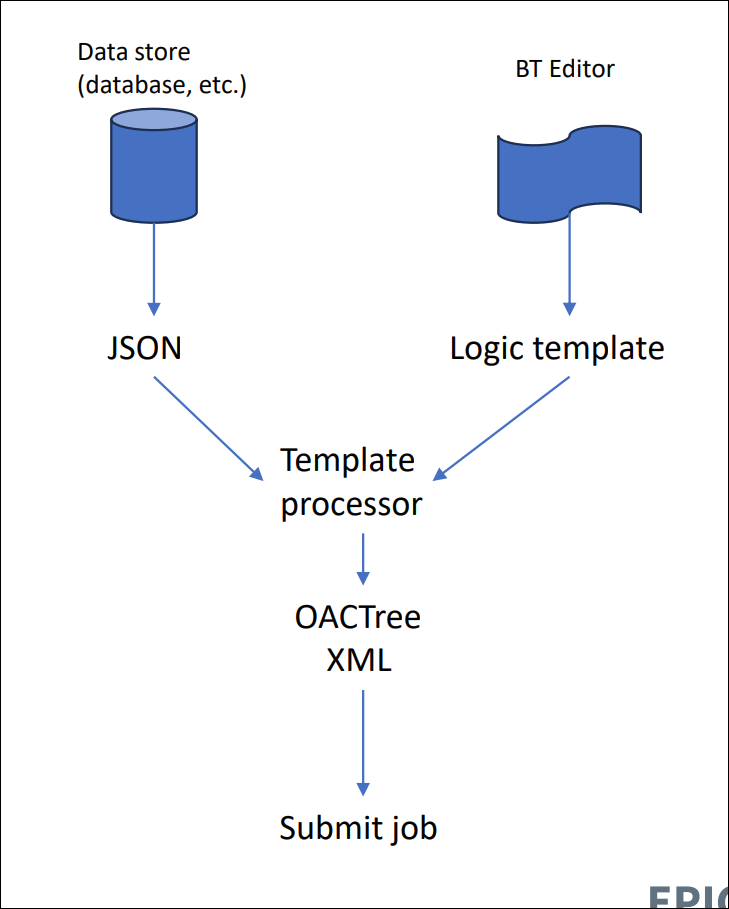 Data store
(database, etc.)
BT Editor
JSON
Logic template
Template
processor
OACTree
XML
Submit job